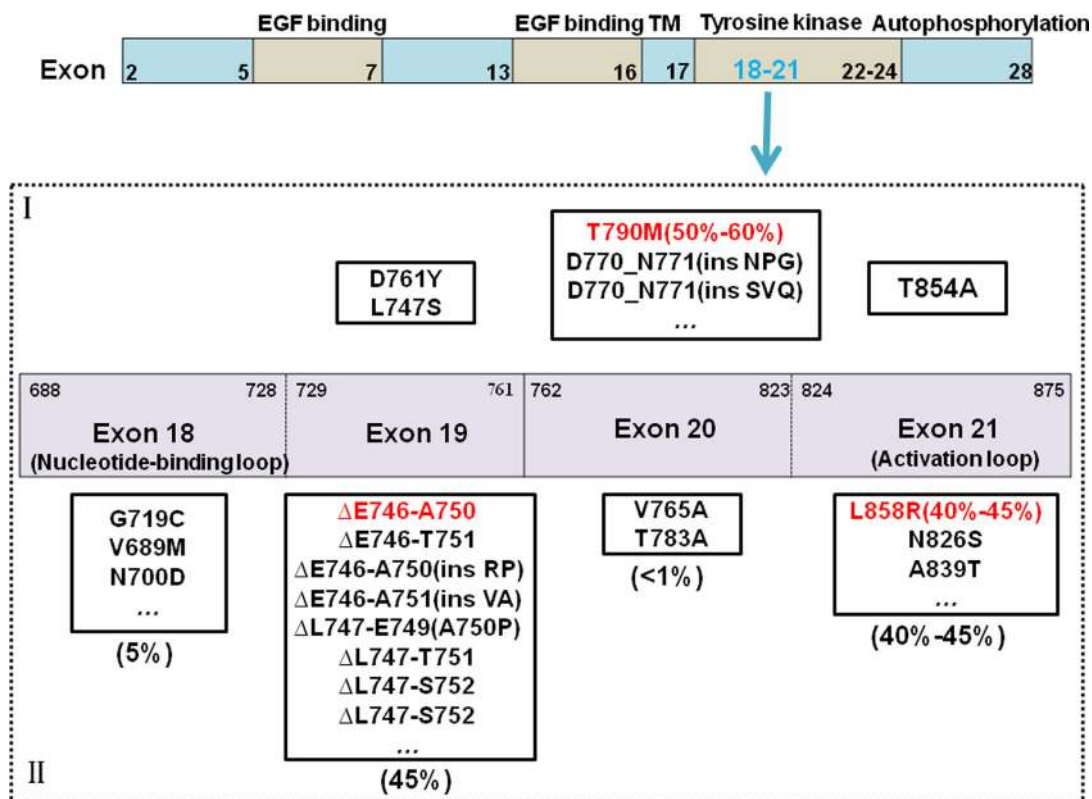 EGF binding EGF binding TM Tyrosine kinase Autophosphorylation
Exon 2 5 7 13 16 17 18-21 22-24 28
I
T790M(50%-60%)
D770_N771(ins NPG)
D770_N771(ins SVQ)
...
D761Y
L747S
T854A
688 728 729 761 762 823 824 875
Exon 18
(Nucleotide-binding loop)
Exon 19
Exon 20
Exon 21
(Activation loop)
G719C
V689M
N700D
...
(5%)
ΔE746-A750
ΔE746-T751
ΔE746-A750(ins RP)
ΔE746-A751(ins VA)
ΔL747-E749(A750P)
ΔL747-T751
ΔL747-S752
ΔL747-S752
...
(45%)
V765A
T783A
(<1%)
L858R(40%-45%)
N826S
A839T
...
(40%-45%)
II